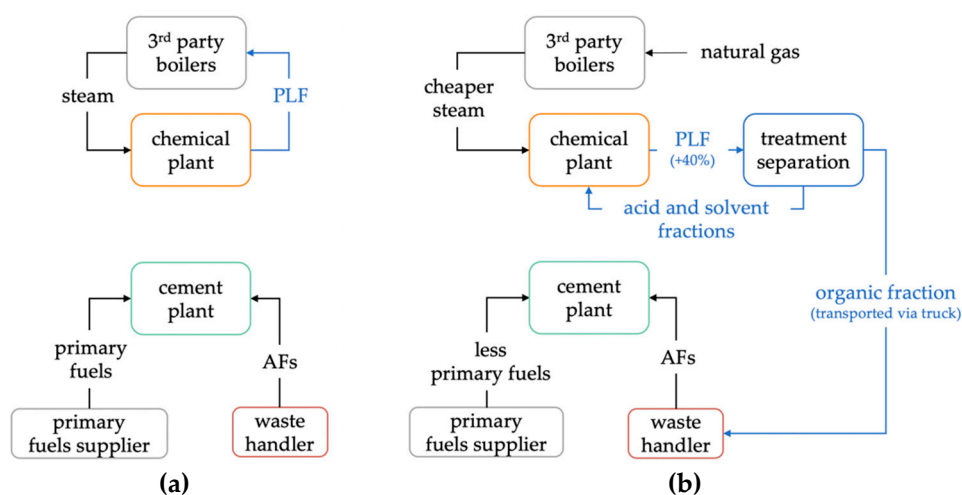 3rd party
boilers
steam
PLF
chemical
plant
cement
plant
primary
fuels
AFs
primary
fuels supplier
waste
handler
(a)
3rd party
boilers
natural gas
cheaper
steam
chemical
plant
PLF
(+40%)
treatment
separation
acid and solvent
fractions
cement
plant
organic fraction
(transported via truck)
less
primary fuels
AFs
primary
fuels supplier
waste
handler
(b)